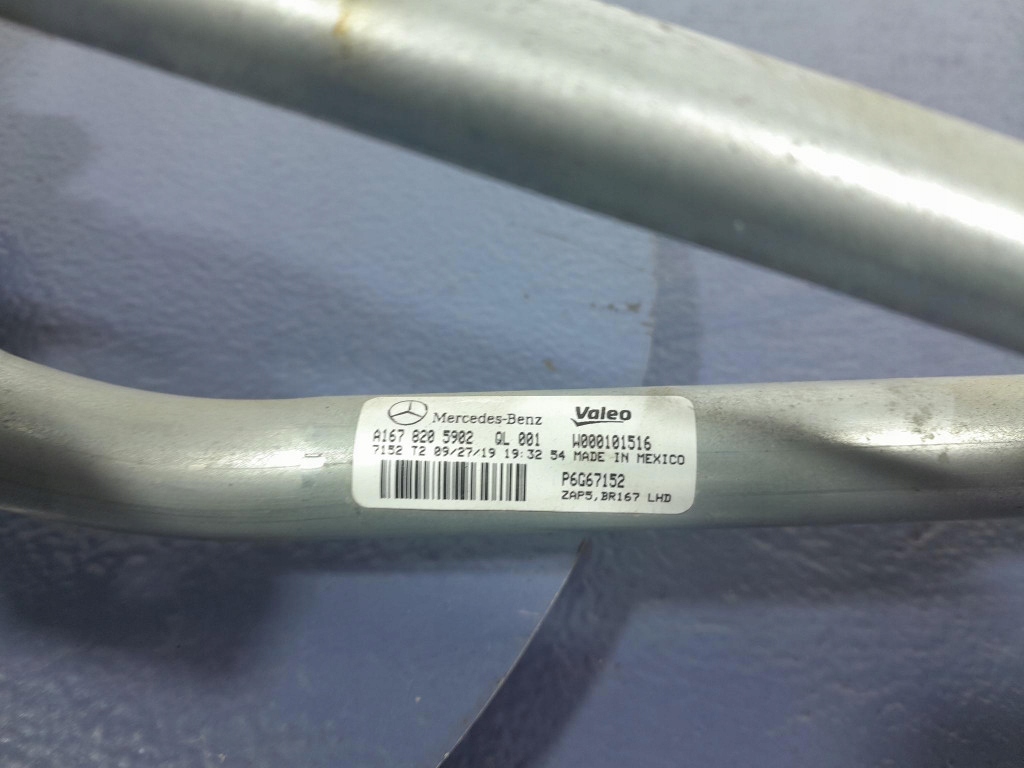 Mercedes-Benz Valeo
A167 820 5902 QL 001 W000101516
7152 T2 09/27/19 19:32 54 MADE IN MEXICO
P6G67152
ZAP5,BR167 LHD